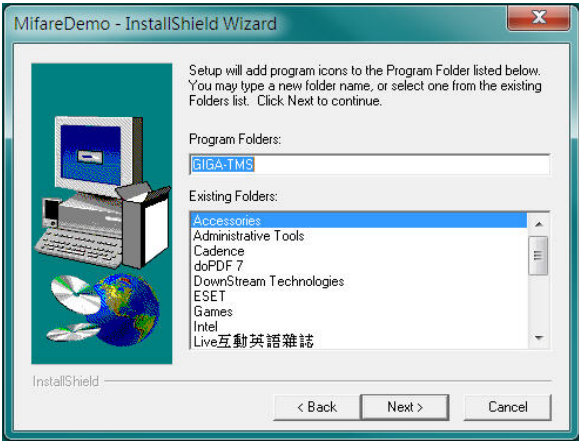 MifareDemo - InstallShield Wizard
Setup will add program icons to the Program Folder listed below.
You may type a new folder name, or select one from the existing
Folders list. Click Next to continue.
Program Folders:
GIGA-TMS
Existing Folders:
Accessories
Administrative Tools
Cadence
doPDF 7
DownStream Technologies
ESET
Games
Intel
Live互動英語雜誌
InstallShield
< Back
Next >
Cancel